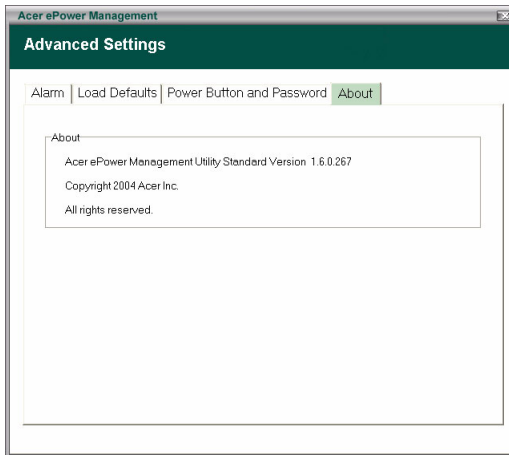 Acer ePower Management
Advanced Settings
Alarm
Load Defaults
Power Button and Password
About
About
Acer ePower Management Utility Standard Version 1.6.0.267
Copyright 2004 Acer Inc.
All rights reserved.